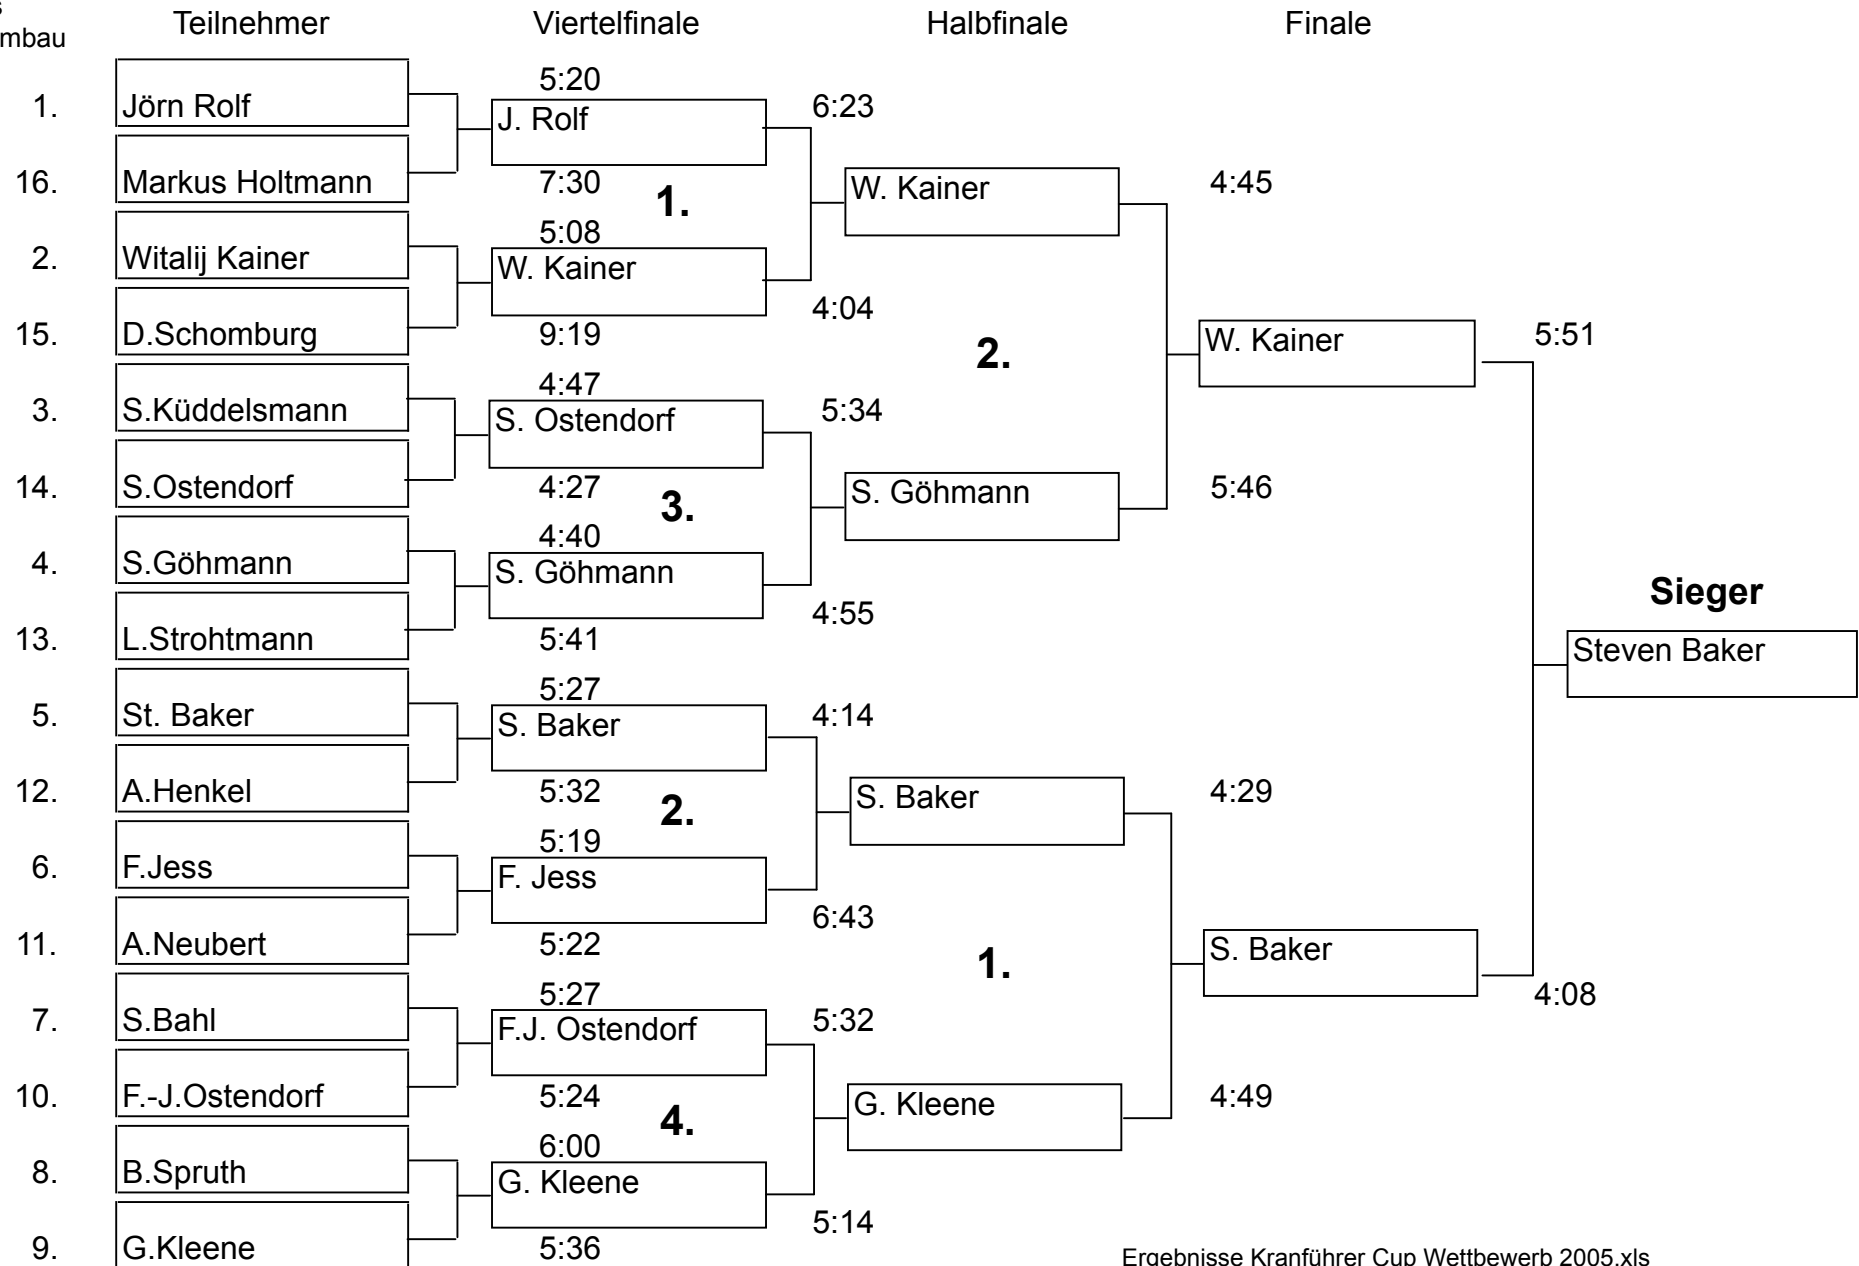 Teilnehmer Viertelfinale Halbfinale Finale
mbau
5:20
1. Jörn Rolf J. Rolf 6:23
16. Markus Holtmann 7:30 1. W. Kainer 4:45
5:08
2. Witalij Kainer W. Kainer
4:04
15. D.Schomburg 9:19 2. W. Kainer 5:51
4:47
3. S.Küddelsmann S. Ostendorf 5:34
14. S.Ostendorf 4:27 3. S. Göhmann 5:46
4:40
4. S.Göhmann S. Göhmann
Sieger
4:55
13. L.Strohtmann 5:41 Steven Baker
5:27
5. St. Baker S. Baker 4:14
12. A.Henkel 5:32 2. S. Baker 4:29
5:19
6. F.Jess F. Jess
6:43
11. A.Neubert 5:22 1. S. Baker
5:27 4:08
7. S.Bahl F.J. Ostendorf 5:32
10. F.-J.Ostendorf 5:24 4. G. Kleene 4:49
6:00
8. B.Spruth G. Kleene
5:14
9. G.Kleene 5:36
Ergebnisse Kranführer Cup Wettbewerb 2005.xls